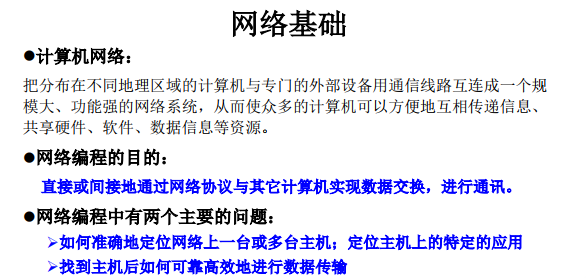 网络基础
●计算机网络：
把分布在不同地理区域的计算机与专门的外部设备用通信线路互连成一个规
模大、功能强的网络系统，从而使众多的计算机可以方便地互相传递信息、
共享硬件、软件、数据信息等资源。
●网络编程的目的：
直接或间接地通过网络协议与其它计算机实现数据交换，进行通讯。
●网络编程中有两个主要的问题：
➢如何准确地定位网络上一台或多台主机；定位主机上的特定的应用
➢找到主机后如何可靠高效地进行数据传输